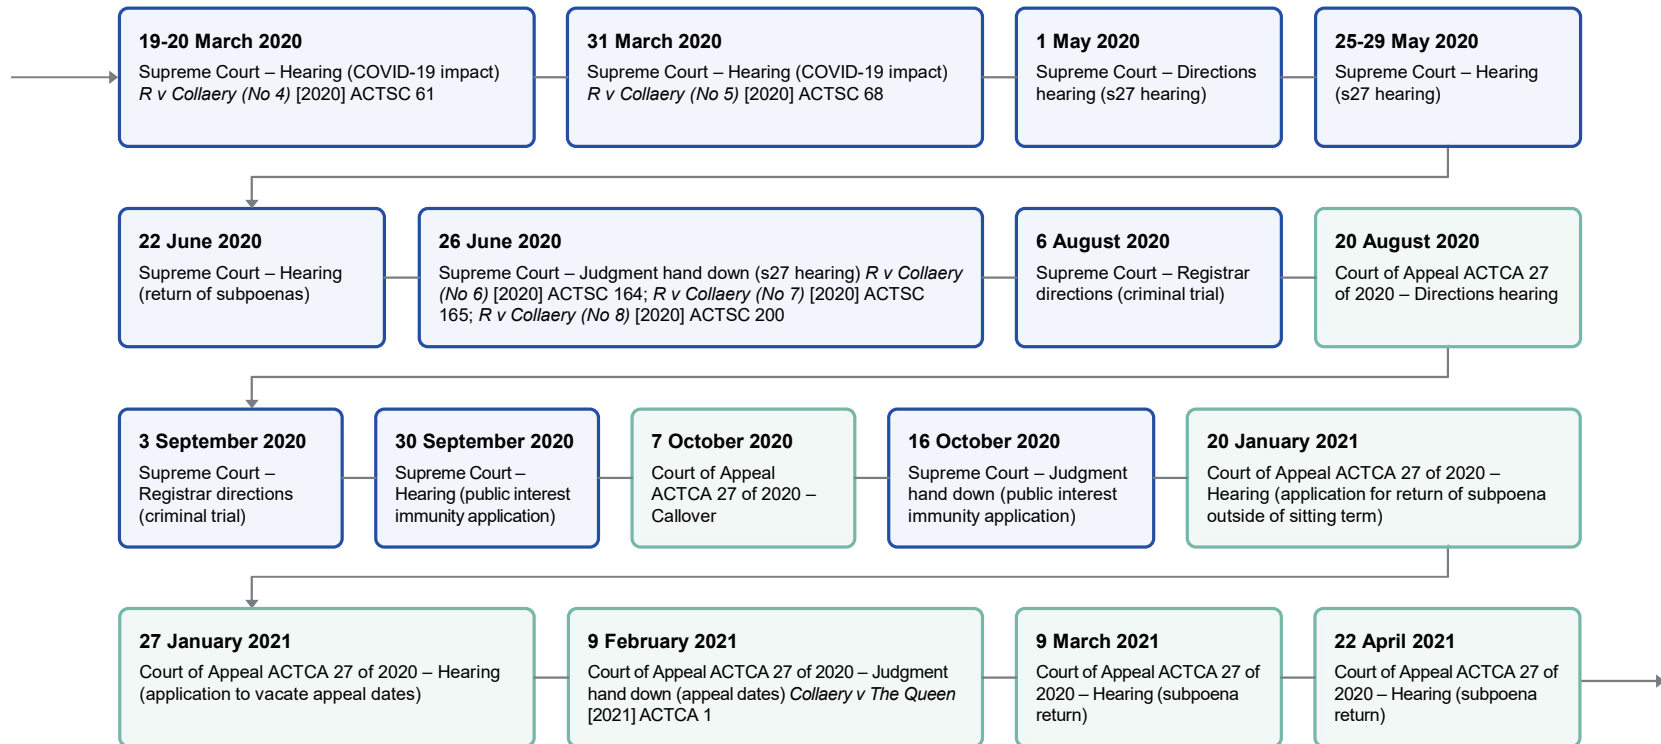 19-20 March 2020
Supreme Court – Hearing (COVID-19 impact)
R v Collaery (No 4) [2020] ACTSC 61
31 March 2020
Supreme Court – Hearing (COVID-19 impact)
R v Collaery (No 5) [2020] ACTSC 68
1 May 2020
Supreme Court – Directions
hearing (s27 hearing)
25-29 May 2020
Supreme Court – Hearing
(s27 hearing)
22 June 2020
Supreme Court – Hearing
(return of subpoenas)
26 June 2020
Supreme Court – Judgment hand down (s27 hearing) R v Collaery
(No 6) [2020] ACTSC 164; R v Collaery (No 7) [2020] ACTSC
165; R v Collaery (No 8) [2020] ACTSC 200
6 August 2020
Supreme Court – Registrar
directions (criminal trial)
20 August 2020
Court of Appeal ACTCA 27
of 2020 – Directions hearing
3 September 2020
Supreme Court –
Registrar directions
(criminal trial)
30 September 2020
Supreme Court –
Hearing (public interest
immunity application)
7 October 2020
Court of Appeal
ACTCA 27 of 2020 –
Callover
16 October 2020
Supreme Court – Judgment
hand down (public interest
immunity application)
20 January 2021
Court of Appeal ACTCA 27 of 2020 –
Hearing (application for return of subpoena
outside of sitting term)
27 January 2021
Court of Appeal ACTCA 27 of 2020 – Hearing
(application to vacate appeal dates)
9 February 2021
Court of Appeal ACTCA 27 of 2020 – Judgment
hand down (appeal dates) Collaery v The Queen
[2021] ACTCA 1
9 March 2021
Court of Appeal ACTCA 27 of
2020 – Hearing (subpoena
return)
22 April 2021
Court of Appeal ACTCA 27 of
2020 – Hearing (subpoena
return)